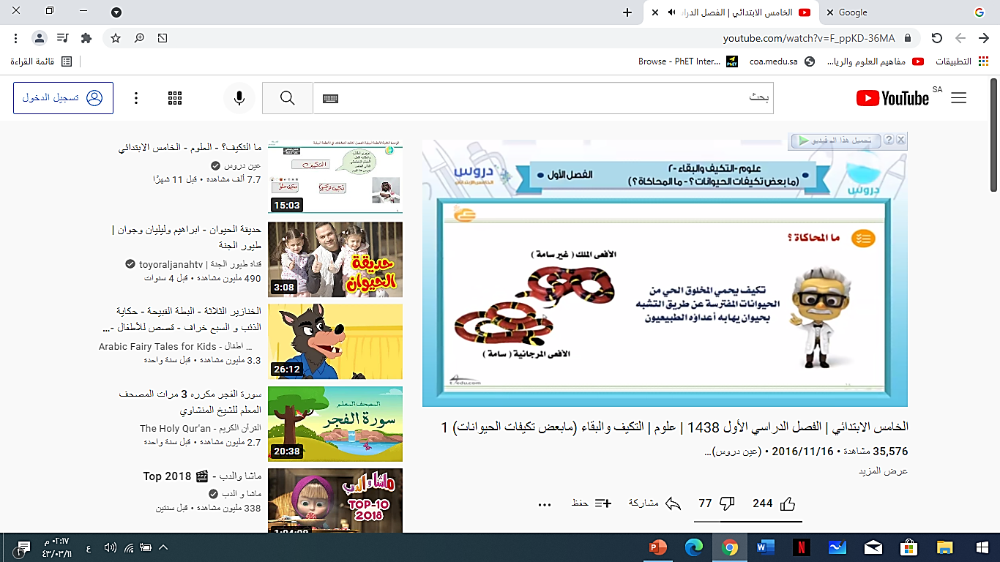 الخامس الابتدائي | الفصل الدرا
Google
youtube.com/watch?v=F_ppKD-36MA
التطبيقات
مفاهيم العلوم والريا...
coa.medu.sa
Browse - PhET Inter...
قائمة القراءة
YouTube SA
بحث
تسجيل الدخول
تحميل هذا الـ فيديو
علوم -التكيف والبقاء -٢
(ما بعض تكيفات الحيوانات ؟ - ما المحاكاة ؟)
الفصل الأول
دروس
الخامس الابتدائي
دروس
ما المحاكاة ؟
الأفعى الملك ( غير سامة )
تكيف يحمي المخلوق الحي من
الحيوانات المفترسة عن طريق التشبه
بحيوان يهابه أعداؤه الطبيعيون
الأفعى المرجانية ( سامة )
الخامس الابتدائي | الفصل الدراسي الأول 1438 | علوم | التكيف والبقاء (مابعض تكيفات الحيوانات) 1
35,576 مشاهدة • 2016/11/16 • (عين دروس)...
عرض المزيد
244
77
مشاركة
حفظ
التكيف
تكيف تركيبي
15:03
ما التكيف؟ - العلوم - الخامس الابتدائي
عين دروس
7.7 ألف مشاهدة • قبل 11 شهرًا
حديقة
الحيوان
3:08
حديقة الحيوان - ابراهيم وليليان وجوان |
طيور الجنة
قناة طيور الجنة | toyoraljanahtv
490 مليون مشاهدة • قبل 4 سنوات
26:12
الخنازير الثلاثة - البطة القبيحة - حكاية
الذئب و السبع خراف - قصص للأطفال -...
Arabic Fairy Tales for Kids - اطفال ...
3.3 مليون مشاهدة • قبل سنة واحدة
المصحف المعلم
سورة الفجر
20:38
سورة الفجر مكرره 3 مرات المصحف
المعلم للشيخ المنشاوي
القرآن الكريم - The Holy Qur'an
2.7 مليون مشاهدة • قبل سنة واحدة
ماشا والدب
TOP-10
2018
ماشا والدب - 🎬 Top 2018
ماشا و الدب
338 مليون مشاهدة • قبل سنتين
ع
٠٢:١٧ م
٤٣/٠٣/١١